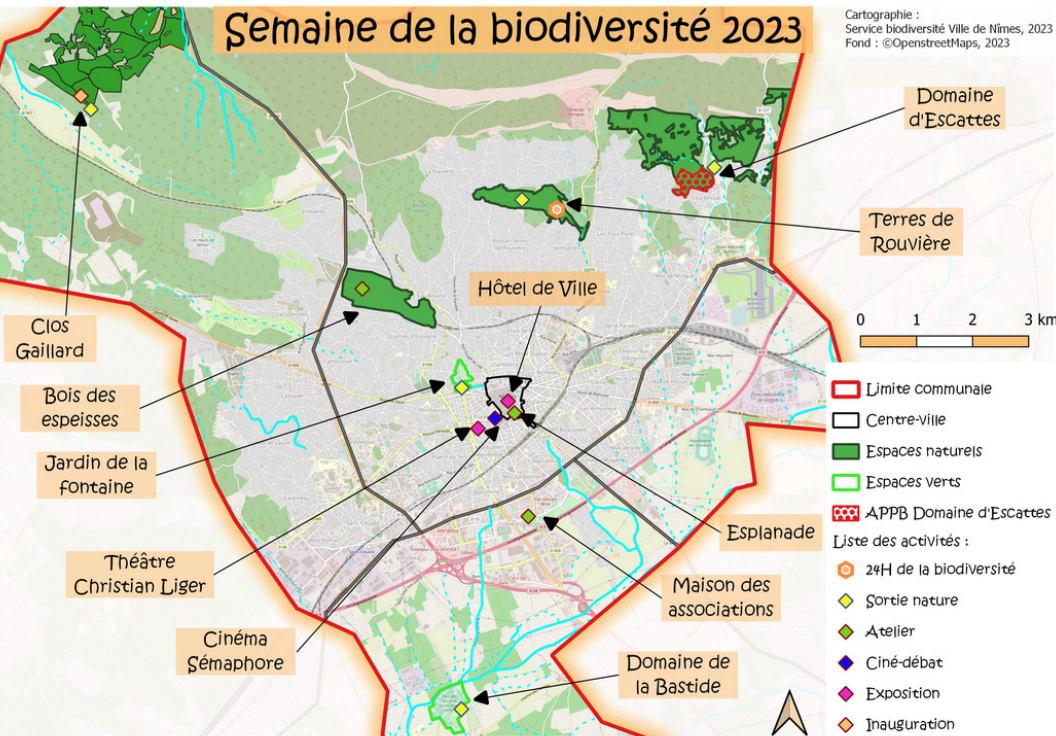 Semaine de la biodiversité 2023
Cartographie :
Service biodiversité Ville de Nîmes, 2023
Fond : ©OpenstreetMaps, 2023
Domaine
d'Escattes
Terres de
Rouvière
Hôtel de Ville
Clos
Gaillard
0 1 2 3 km
Bois des
espeisses
Jardin de la
fontaine
Esplanade
Théâtre
Christian Liger
Maison des
associations
Cinéma
Sémaphore
Domaine de
la Bastide
Limite communale
Centre-ville
Espaces naturels
Espaces verts
APPB Domaine d'Escattes
Liste des activités :
24H de la biodiversité
Sortie nature
Atelier
Ciné-débat
Exposition
Inauguration